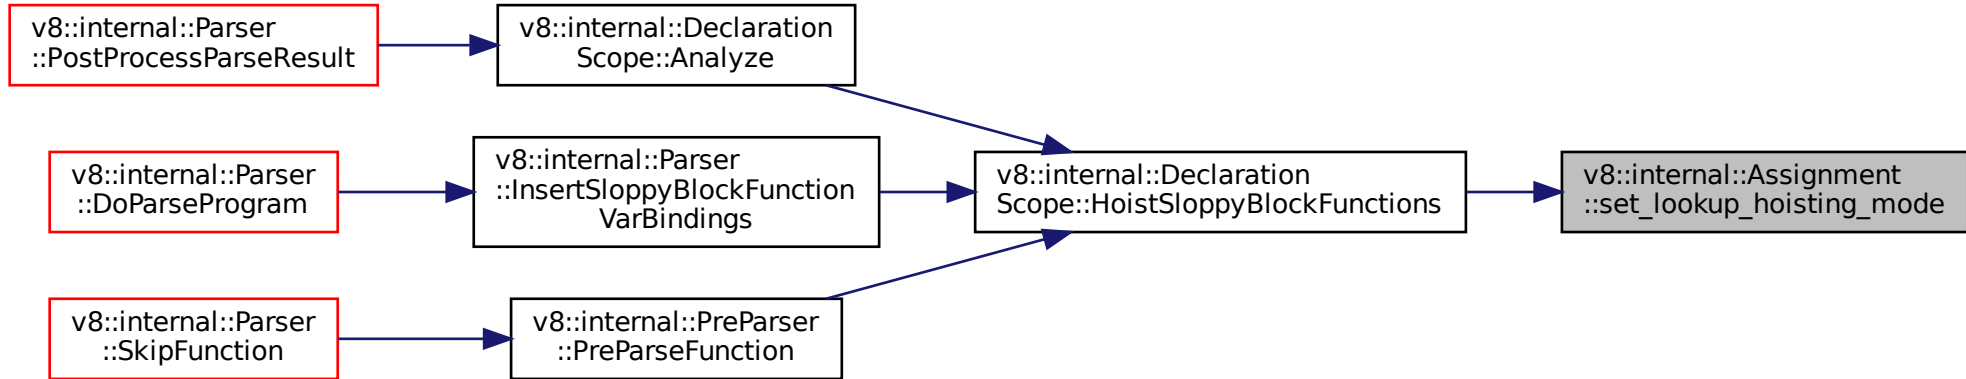 v8::internal::Parser
::PostProcessParseResult
v8::internal::Declaration
Scope::Analyze
v8::internal::Parser
::DoParseProgram
v8::internal::Parser
::InsertSloppyBlockFunction
VarBindings
v8::internal::Declaration
Scope::HoistSloppyBlockFunctions
v8::internal::Assignment
::set_lookup_hoisting_mode
v8::internal::Parser
::SkipFunction
v8::internal::PreParser
::PreParseFunction